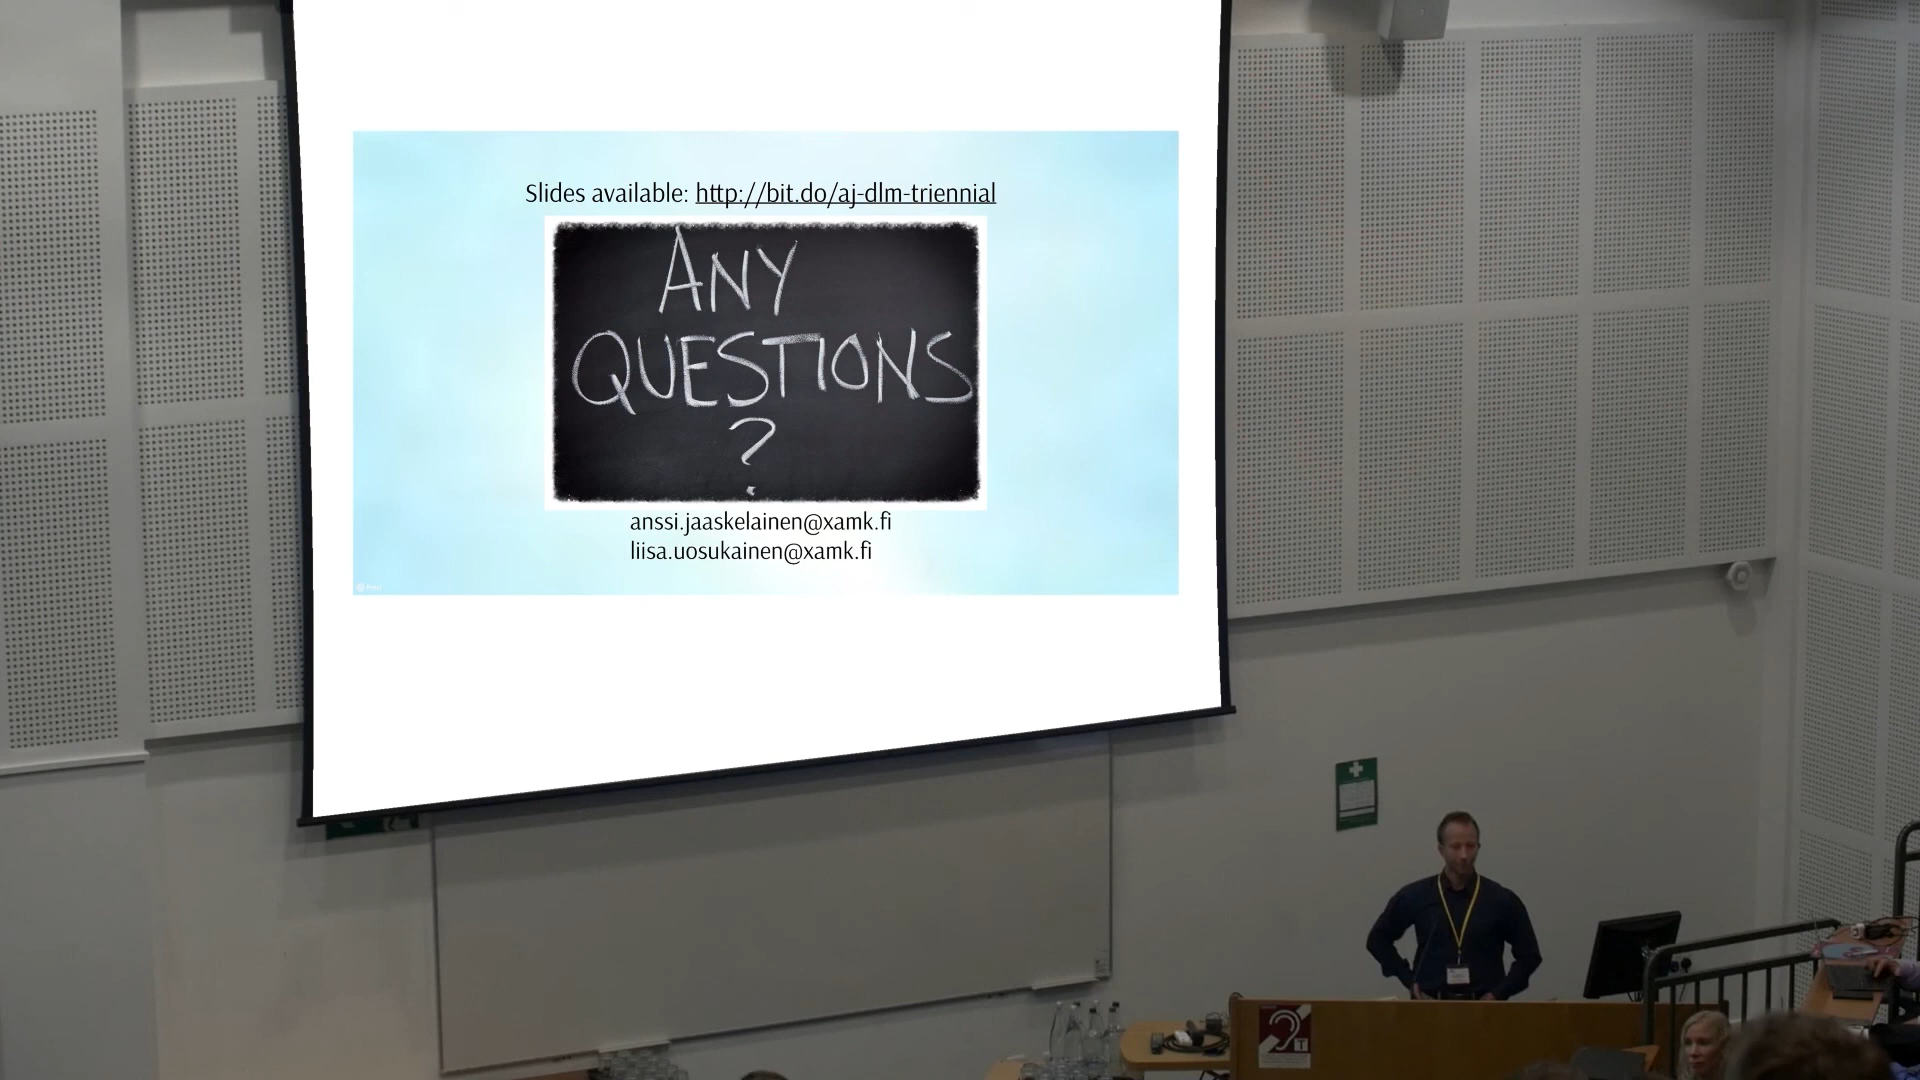 Slides available: http://bit.do/aj-dlm-triennial
ANY
QUESTIONS
?
anssi.jaaskelainen@xamk.fi
liisa.uosukainen@xamk.fi
T